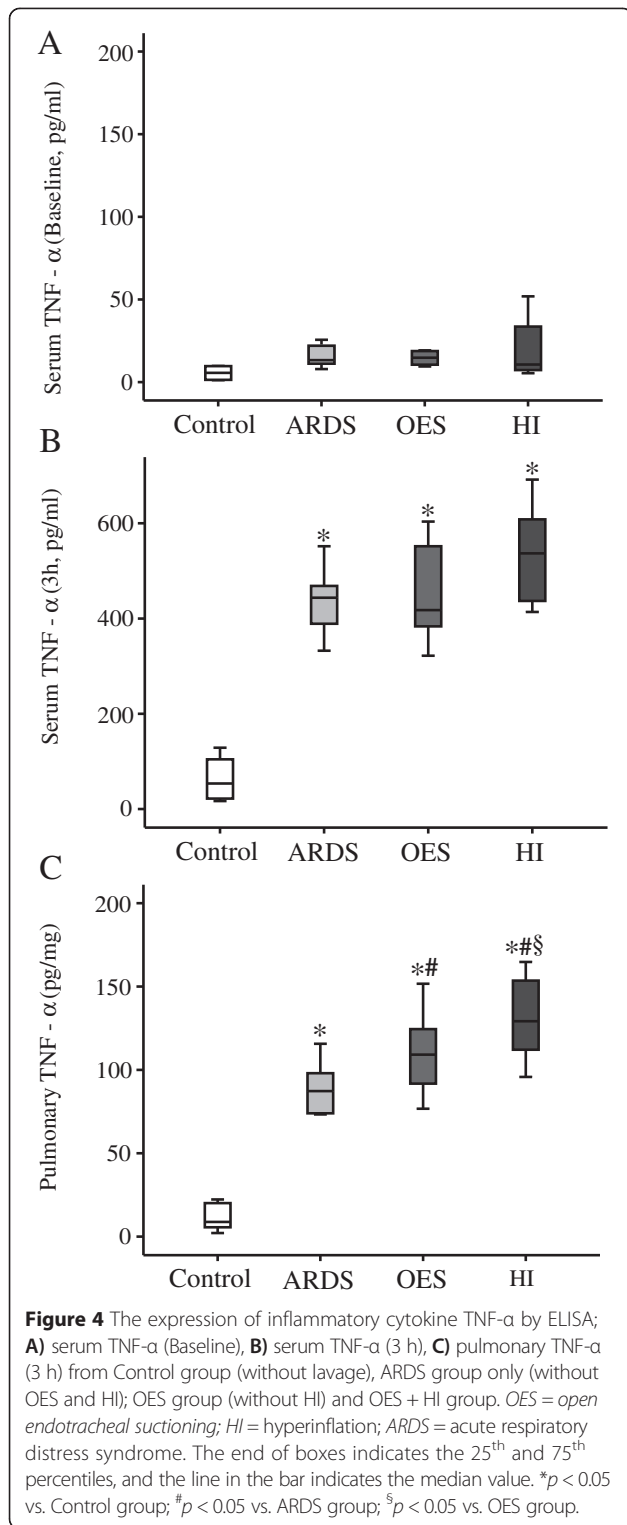 A
Serum TNF - α (Baseline, pg/ml)
200
150
100
50
0
Control ARDS OES HI
B
Serum TNF - α (3h, pg/ml)
600
400
200
0
* * *
Control ARDS OES HI
C
Pulmonary TNF - α (pg/mg)
200
150
100
50
0
* *# *#§
Control ARDS OES HI
Figure 4 The expression of inflammatory cytokine TNF-α by ELISA;
A) serum TNF-α (Baseline), B) serum TNF-α (3 h), C) pulmonary TNF-α
(3 h) from Control group (without lavage), ARDS group only (without
OES and HI); OES group (without HI) and OES + HI group. OES = open
endotracheal suctioning; HI = hyperinflation; ARDS = acute respiratory
distress syndrome. The end of boxes indicates the 25th and 75th
percentiles, and the line in the bar indicates the median value. *p < 0.05
vs. Control group; #p < 0.05 vs. ARDS group; §p < 0.05 vs. OES group.